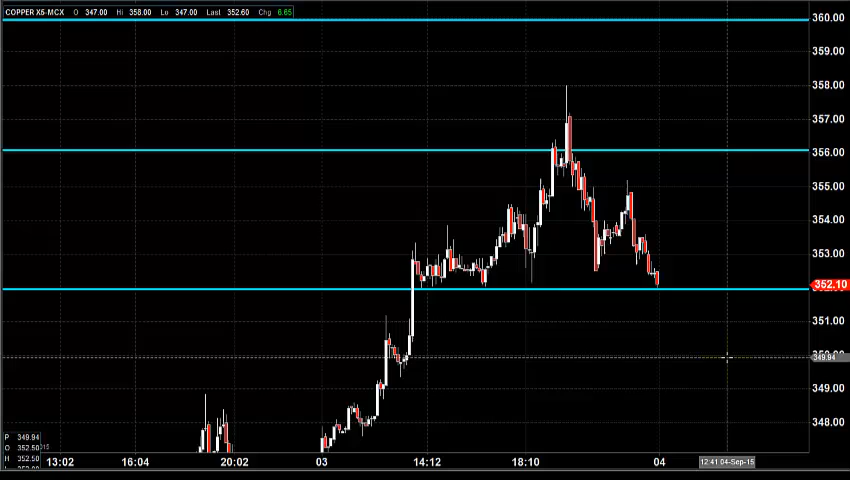 COPPER X5-MCX O 347.00 Hi 358.00 Lo 347.00 Last 352.60 Chg 6.65
360.00
359.00
358.00
357.00
356.00
355.00
354.00
353.00
352.10
351.00
349.94
349.00
348.00
P 349.94
O 352.50
H 352.50
13:02 16:04 20:02 03 14:12 18:10 04 12:41 04-Sep-15